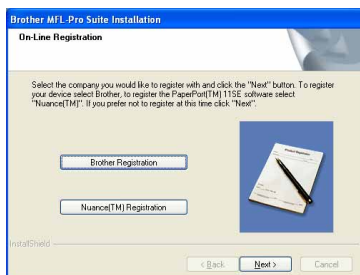 Brother MFL-Pro Suite Installation
On-Line Registration
Select the company you would like to register with and click the "Next" button. To register
your device select Brother, to register the PaperPort(TM) 11SE software select
"Nuance(TM)". If you prefer not to register at this time click "Next".
Brother Registration
Nuance(TM) Registration
InstallShield
< Back
Next >
Cancel